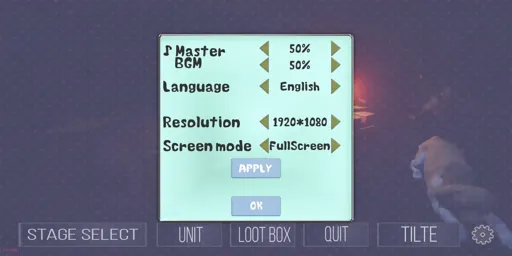 ♪ Master 50%
BGM 50%
Language English
Resolution 1920*1080
Screen mode FullScreen
APPLY
OK
STAGE SELECT UNIT LOOT BOX QUIT TILTE